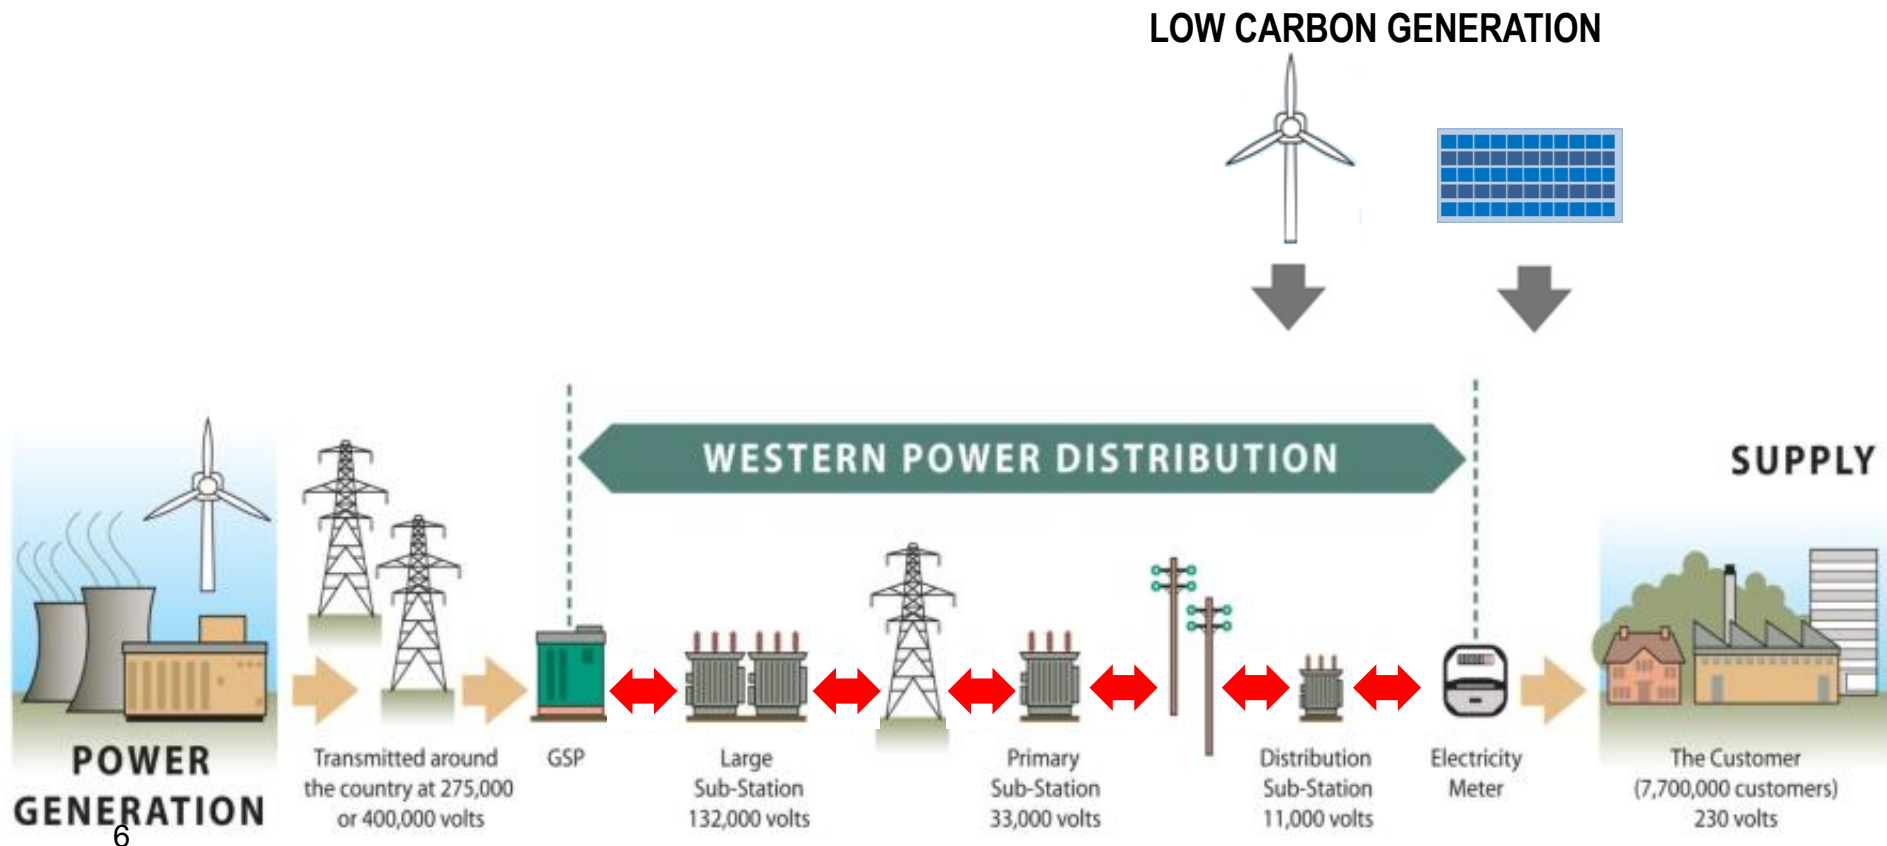 LOW CARBON GENERATION
WESTERN POWER DISTRIBUTION
SUPPLY
POWER
GENERATION
6
Transmitted around
the country at 275,000
or 400,000 volts
GSP
Large
Sub-Station
132,000 volts
Primary
Sub-Station
33,000 volts
Distribution
Sub-Station
11,000 volts
Electricity
Meter
The Customer
(7,700,000 customers)
230 volts